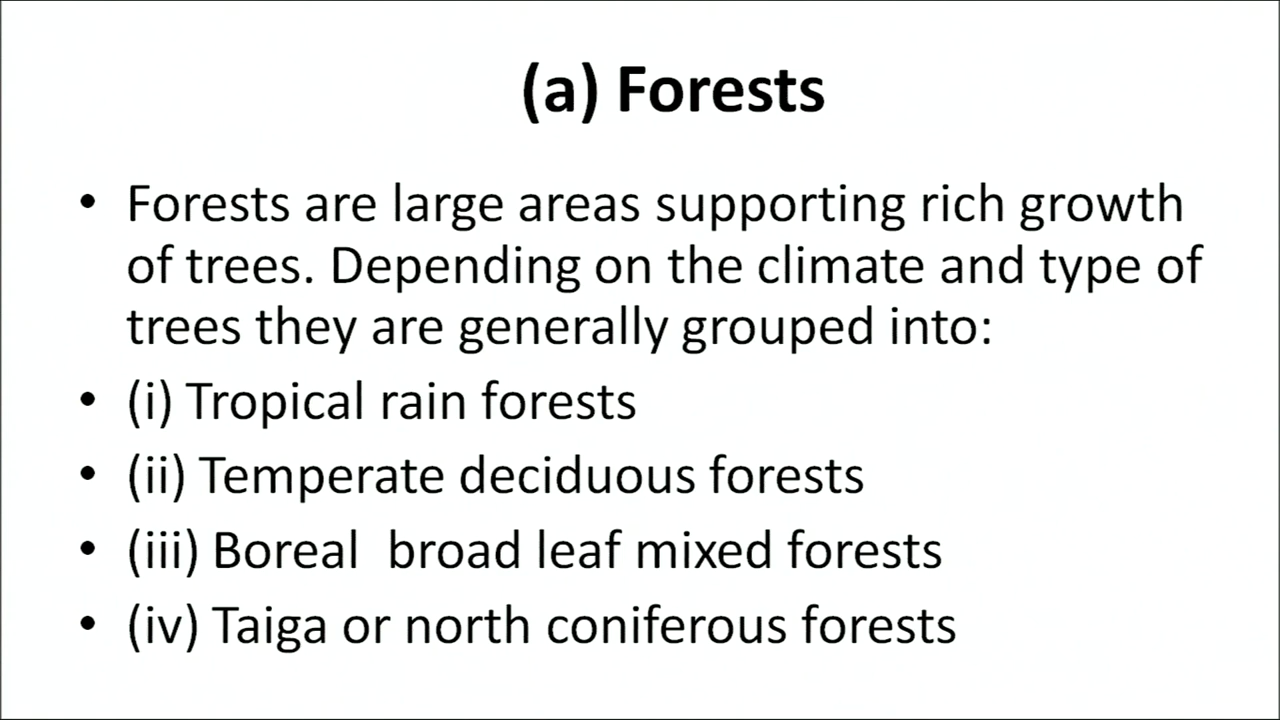 (a) Forests
• Forests are large areas supporting rich growth
of trees. Depending on the climate and type of
trees they are generally grouped into:
• (i) Tropical rain forests
• (ii) Temperate deciduous forests
• (iii) Boreal  broad leaf mixed forests
• (iv) Taiga or north coniferous forests